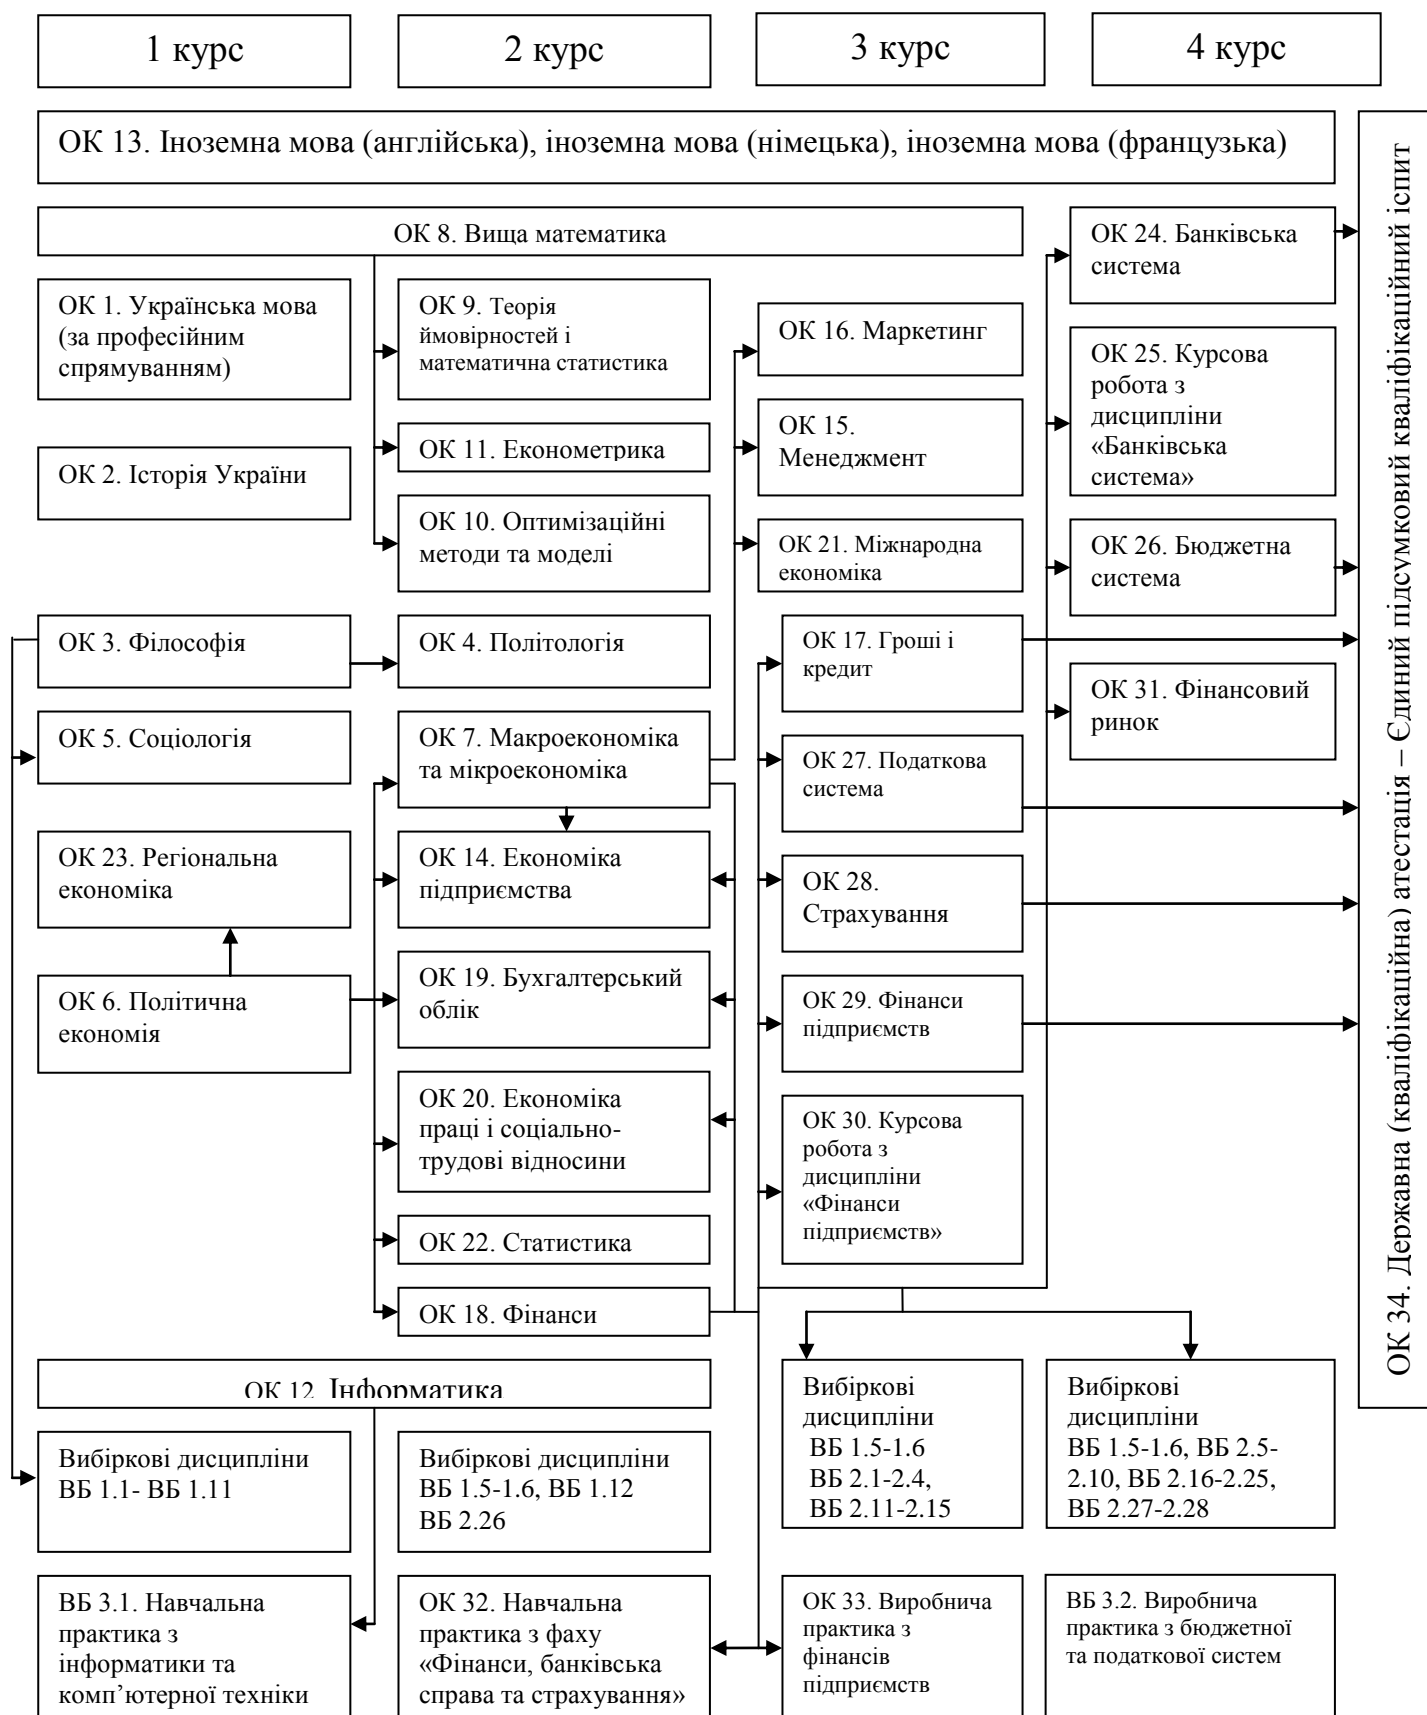 1 курс
2 курс
3 курс
4 курс
ОК 13. Іноземна мова (англійська), іноземна мова (німецька), іноземна мова (французька)
ОК 8. Вища математика
ОК 1. Українська мова
(за професійним
спрямуванням)
ОК 2. Історія України
ОК 3. Філософія
ОК 5. Соціологія
ОК 23. Регіональна
економіка
ОК 6. Політична
економія
ОК 9. Теорія
ймовірностей і
математична статистика
ОК 11. Економетрика
ОК 10. Оптимізаційні
методи та моделі
ОК 4. Політологія
ОК 7. Макроекономіка
та мікроекономіка
ОК 14. Економіка
підприємства
ОК 19. Бухгалтерський
облік
ОК 20. Економіка
праці і соціально-
трудові відносини
ОК 22. Статистика
ОК 18. Фінанси
ОК 16. Маркетинг
ОК 15.
Менеджмент
ОК 21. Міжнародна
економіка
ОК 17. Гроші і
кредит
ОК 27. Податкова
система
ОК 28.
Страхування
ОК 29. Фінанси
підприємств
ОК 30. Курсова
робота з
дисципліни
«Фінанси
підприємств»
ОК 24. Банківська
система
ОК 25. Курсова
робота з
дисципліни
«Банківська
система»
ОК 26. Бюджетна
система
ОК 31. Фінансовий
ринок
ОК 34. Державна (кваліфікаційна) атестація – Єдиний підсумковий кваліфікаційний іспит
ОК 12. Інформатика
Вибіркові дисципліни
ВБ 1.1- ВБ 1.11
Вибіркові дисципліни
ВБ 1.5-1.6, ВБ 1.12
ВБ 2.26
Вибіркові
дисципліни
ВБ 1.5-1.6
ВБ 2.1-2.4,
ВБ 2.11-2.15
Вибіркові
дисципліни
ВБ 1.5-1.6, ВБ 2.5-
2.10, ВБ 2.16-2.25,
ВБ 2.27-2.28
ВБ 3.1. Навчальна
практика з
інформатики та
комп’ютерної техніки
ОК 32. Навчальна
практика з фаху
«Фінанси, банківська
справа та страхування»
ОК 33. Виробнича
практика з
фінансів
підприємств
ВБ 3.2. Виробнича
практика з бюджетної
та податкової систем